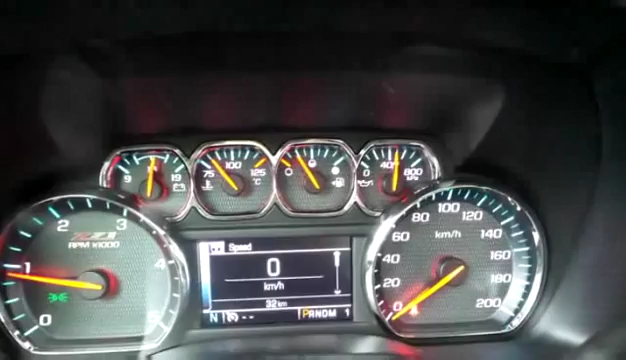 9 19
75 100 125 °C
0 400 800 kPa
Z71
RPM x1000
0 1 2 3 4
Speed
0
km/h
32 km
N PRNDM 1
km/h
0 20 40 60 80 100 120 140 160 180 200